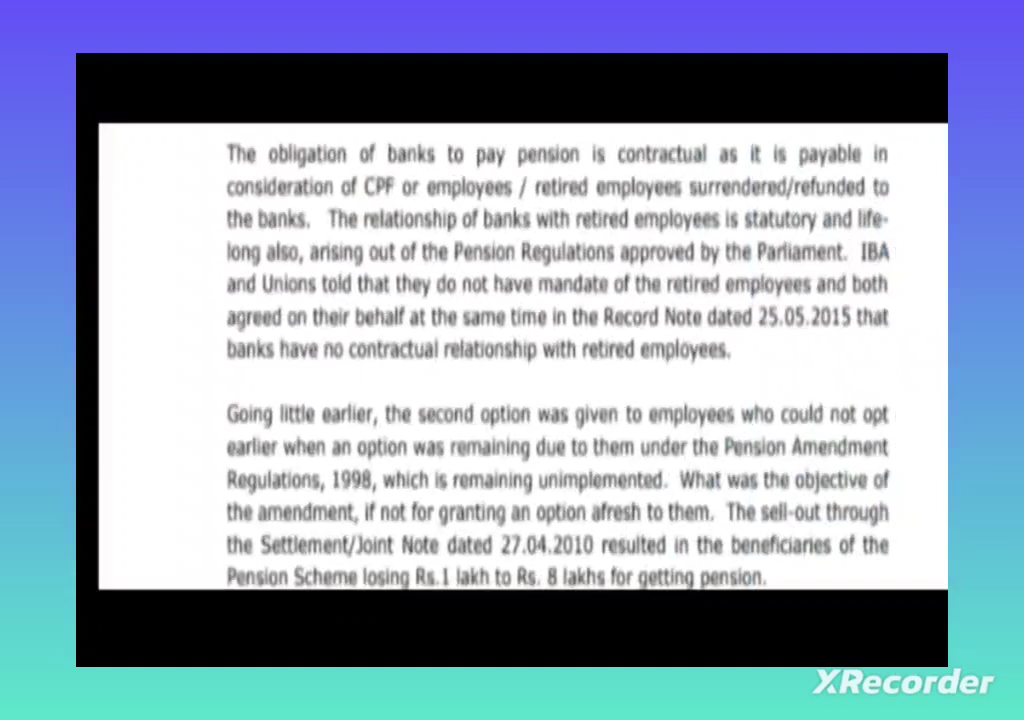 The obligation of banks to pay pension is contractual as it is payable in
consideration of CPF or employees / retired employees surrendered/refunded to
the banks. The relationship of banks with retired employees is statutory and life-
long also, arising out of the Pension Regulations approved by the Parliament. IBA
and Unions told that they do not have mandate of the retired employees and both
agreed on their behalf at the same time in the Record Note dated 25.05.2015 that
banks have no contractual relationship with retired employees.
Going little earlier, the second option was given to employees who could not opt
earlier when an option was remaining due to them under the Pension Amendment
Regulations, 1998, which is remaining unimplemented. What was the objective of
the amendment, if not for granting an option afresh to them. The sell-out through
the Settlement/Joint Note dated 27.04.2010 resulted in the beneficiaries of the
Pension Scheme losing Rs.1 lakh to Rs. 8 lakhs for getting pension.
XRecorder